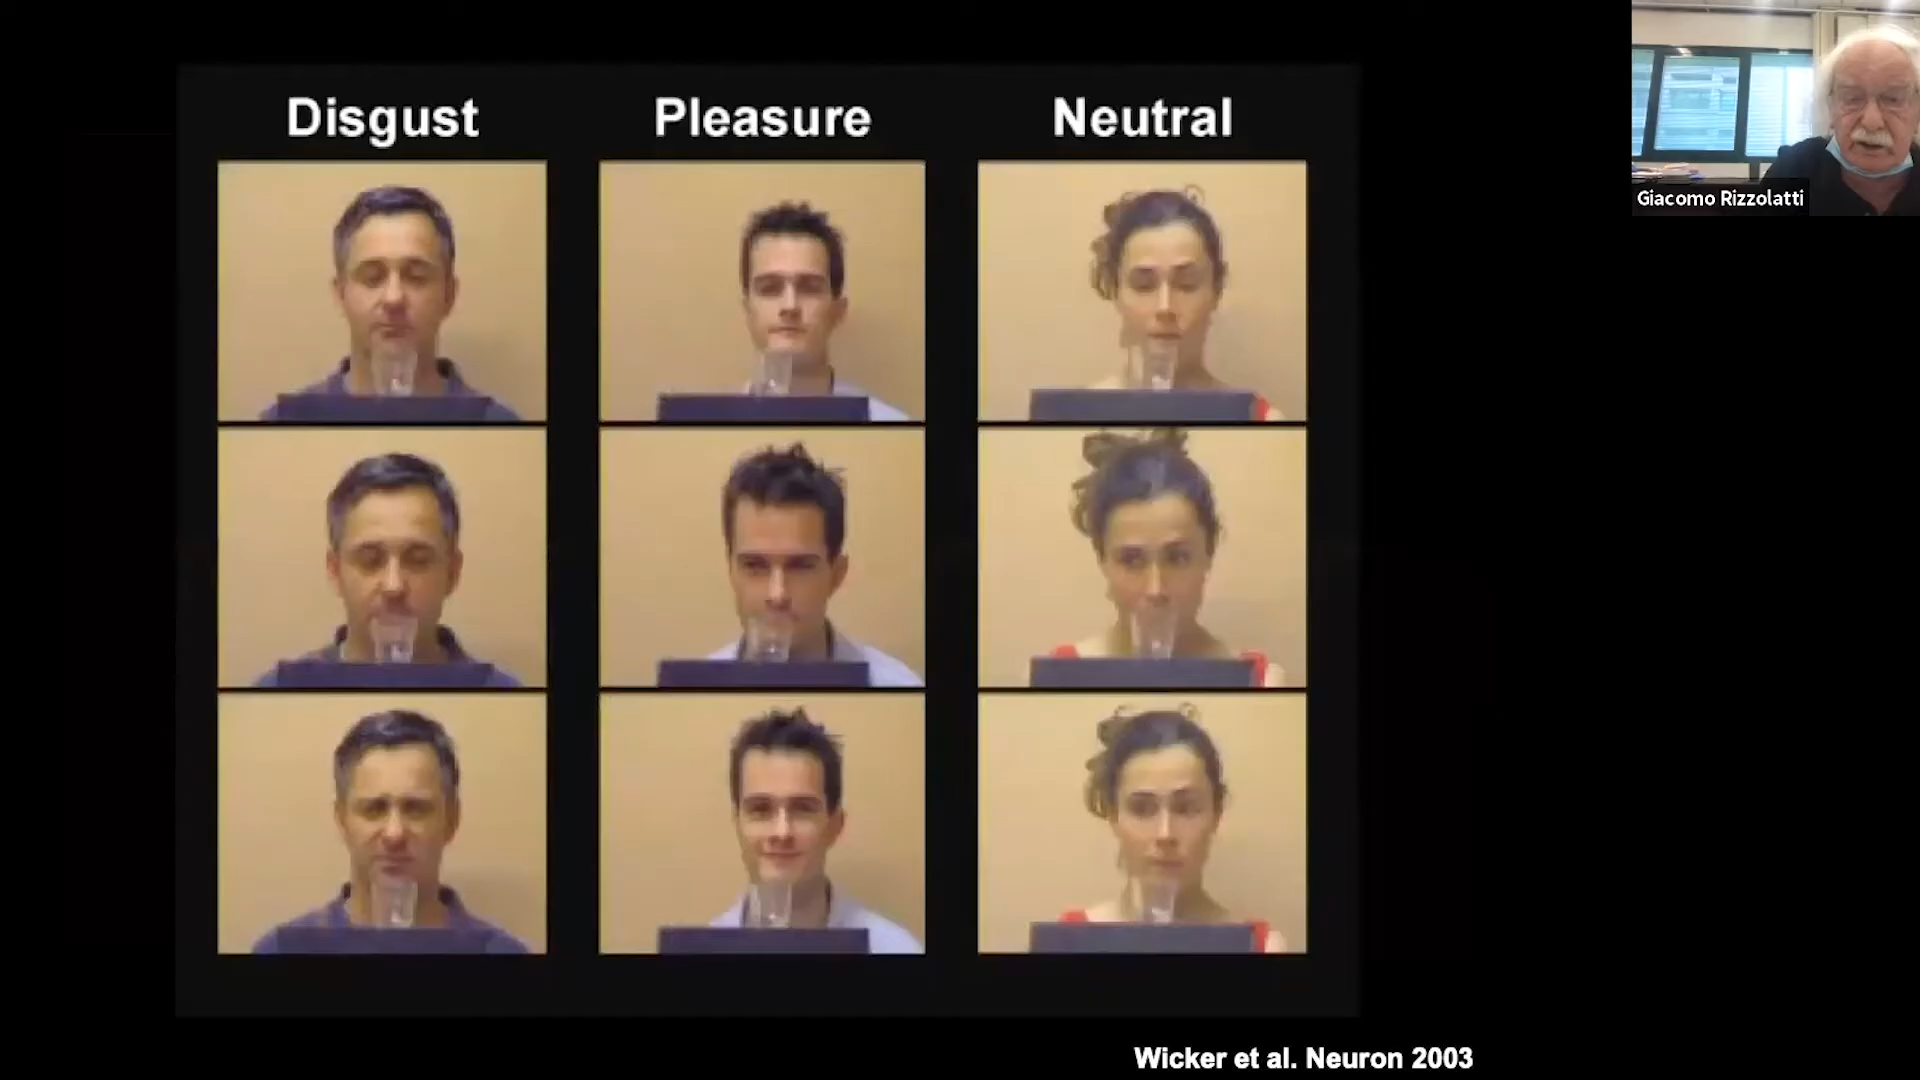 Disgust Pleasure Neutral
Giacomo Rizzolatti
Wicker et al. Neuron 2003